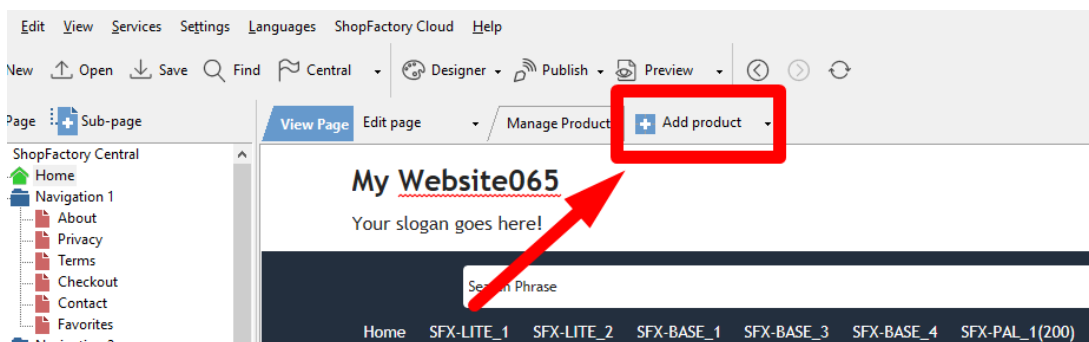 Edit View Services Settings Languages ShopFactory Cloud Help
New Open Save Find Central Designer Publish Preview
Page Sub-page View Page Edit page Manage Product Add product
ShopFactory Central
Home
Navigation 1
About
Privacy
Terms
Checkout
Contact
Favorites
My Website065
Your slogan goes here!
Search Phrase
Home SFX-LITE_1 SFX-LITE_2 SFX-BASE_1 SFX-BASE_3 SFX-BASE_4 SFX-PAL_1(200)